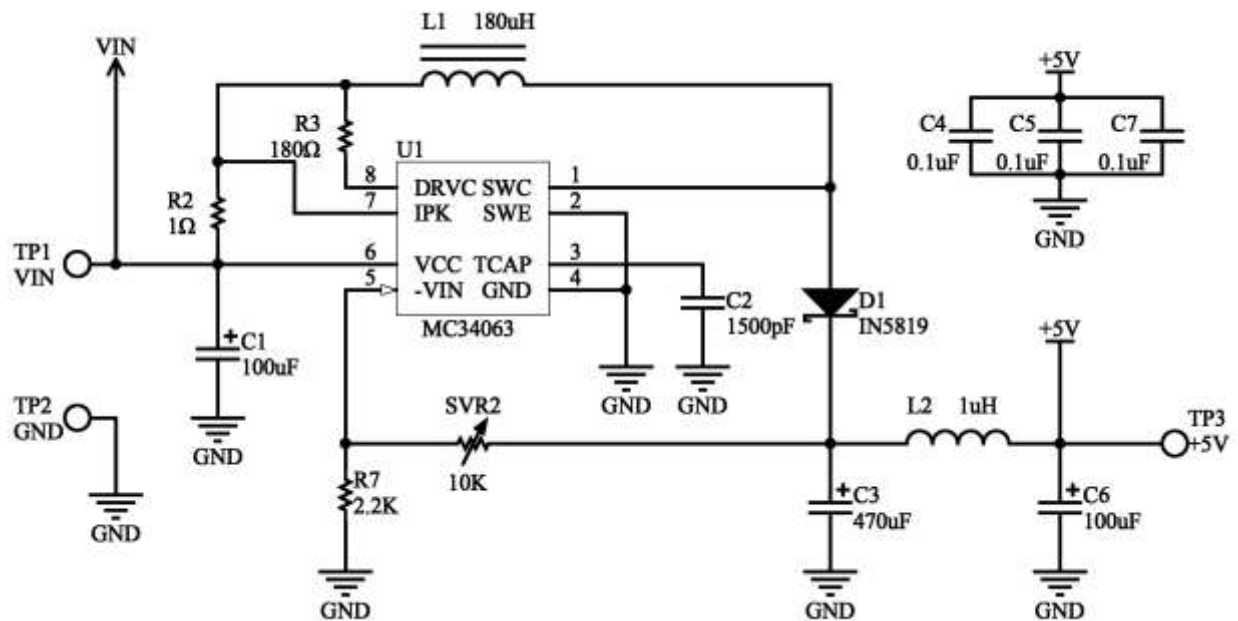 L1 180uH
VIN
+5V
R3
180Ω
U1
C4
0.1uF
C5
0.1uF
C7
0.1uF
8
7
6
5
DRVC SWC
IPK SWE
VCC TCAP
-VIN GND
1
2
3
4
MC34063
R2
1Ω
GND
TP1
VIN
C2
1500pF
D1
IN5819
+5V
C1
100uF
GND
GND
TP2
GND
GND
SVR2
10K
L2 1uH
TP3
+5V
R7
2.2K
C3
470uF
C6
100uF
GND
GND
GND
GND